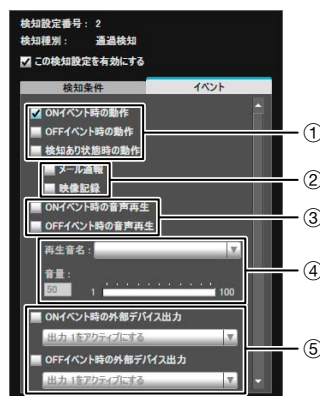 検知設定番号: 2
検知種別: 通過検知
この検知設定を有効にする
検知条件 イベント
ONイベント時の動作
OFFイベント時の動作
検知あり状態時の動作
①
メール通報
映像記録
②
ONイベント時の音声再生
OFFイベント時の音声再生
③
再生音名:
音量:
50 1 100
④
ONイベント時の外部デバイス出力
出力 1をアクティブにする
OFFイベント時の外部デバイス出力
出力 1をアクティブにする
⑤